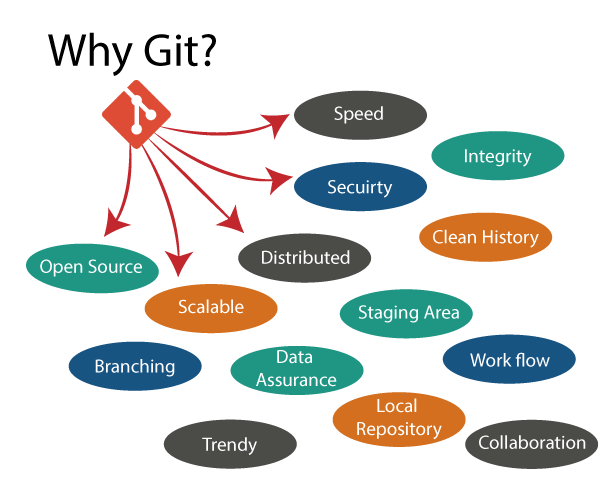 Why Git?
Speed
Integrity
Secuirty
Clean History
Distributed
Open Source
Scalable
Staging Area
Branching
Data
Assurance
Work flow
Local
Repository
Trendy
Collaboration